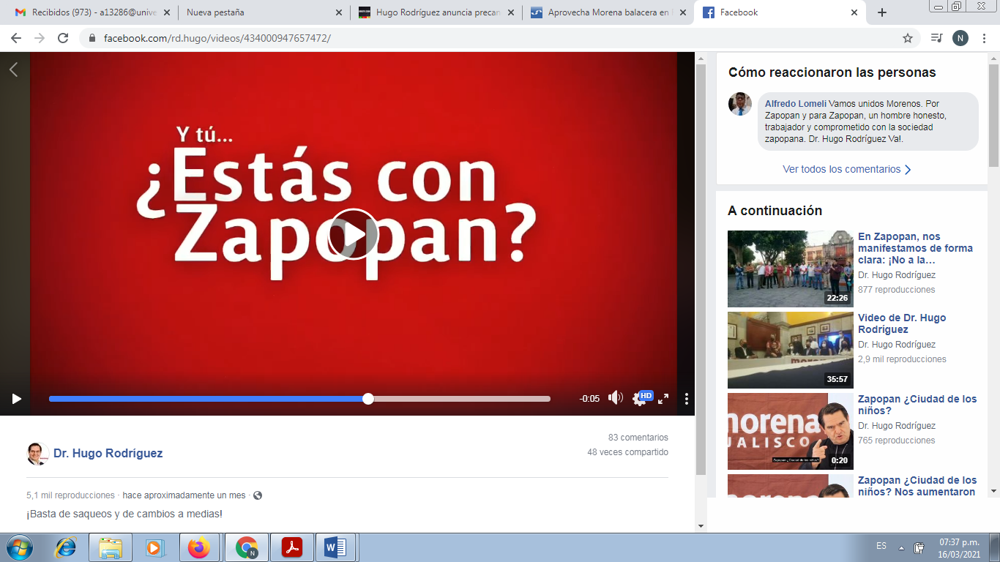 Recibidos (973) - a13286@unive
Nueva pestaña
Hugo Rodríguez anuncia precan
Aprovecha Morena balacera en
Facebook
facebook.com/rd.hugo/videos/434000947657472/
N
Y tú...
¿Estás con
Zapopan?
-0:05
HD
Dr. Hugo Rodríguez
83 comentarios
48 veces compartido
5,1 mil reproducciones · hace aproximadamente un mes ·
¡Basta de saqueos y de cambios a medias!
Cómo reaccionaron las personas
Alfredo Lomeli Vamos unidos Morenos. Por
Zapopan y para Zapopan, un hombre honesto,
trabajador y comprometido con la sociedad
zapopana. Dr. Hugo Rodríguez Va!.
Ver todos los comentarios
A continuación
22:26
En Zapopan, nos
manifestamos de forma
clara: ¡No a la…
Dr. Hugo Rodríguez
877 reproducciones
morena
35:57
Video de Dr. Hugo
Rodríguez
Dr. Hugo Rodríguez
2,9 mil reproducciones
morena
JALISCO
Zapopan ¿Ciudad de los niños?
0:20
Zapopan ¿Ciudad de los
niños?
Dr. Hugo Rodríguez
765 reproducciones
morena
Zapopan ¿Ciudad de los
niños? Nos aumentaron
ES
07:37 p.m.
16/03/2021